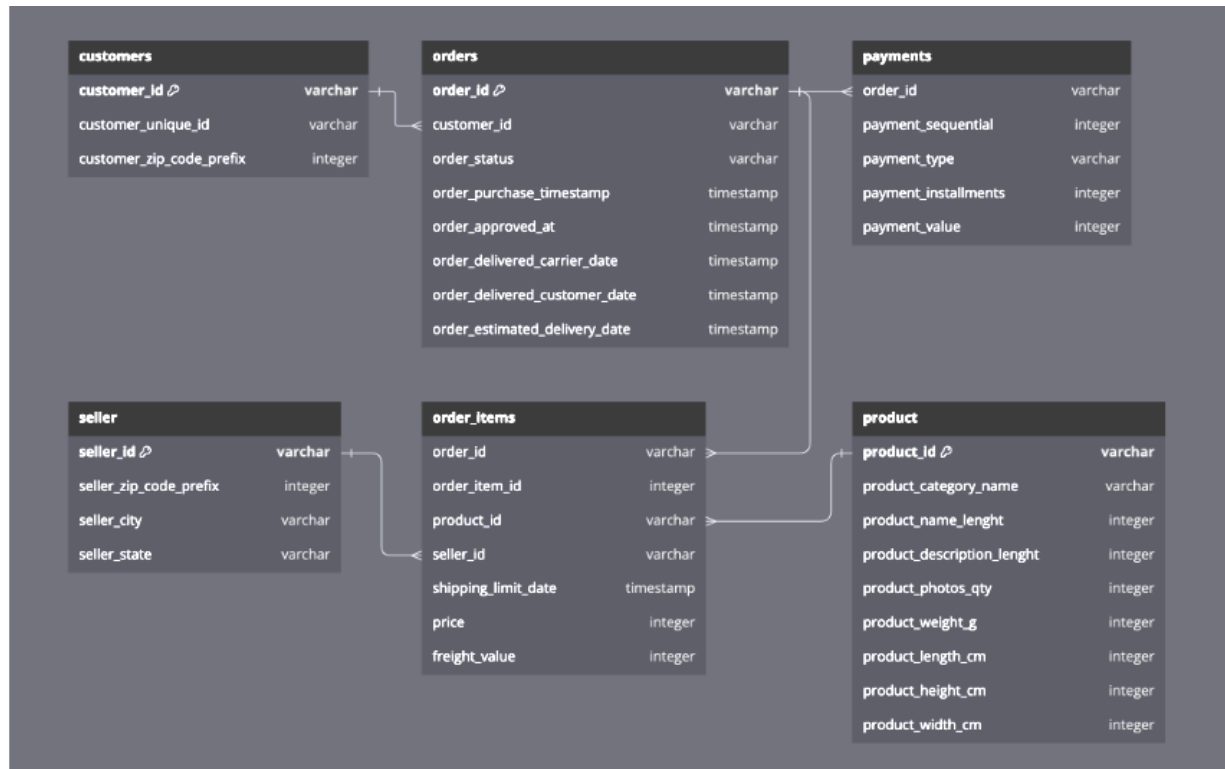 customers
customer_id varchar
customer_unique_id varchar
customer_zip_code_prefix integer
orders
order_id varchar
customer_id varchar
order_status varchar
order_purchase_timestamp timestamp
order_approved_at timestamp
order_delivered_carrier_date timestamp
order_delivered_customer_date timestamp
order_estimated_delivery_date timestamp
payments
order_id varchar
payment_sequential integer
payment_type varchar
payment_installments integer
payment_value integer
seller
seller_id varchar
seller_zip_code_prefix integer
seller_city varchar
seller_state varchar
order_items
order_id varchar
order_item_id integer
product_id varchar
seller_id varchar
shipping_limit_date timestamp
price integer
freight_value integer
product
product_id varchar
product_category_name varchar
product_name_lenght integer
product_description_lenght integer
product_photos_qty integer
product_weight_g integer
product_length_cm integer
product_height_cm integer
product_width_cm integer